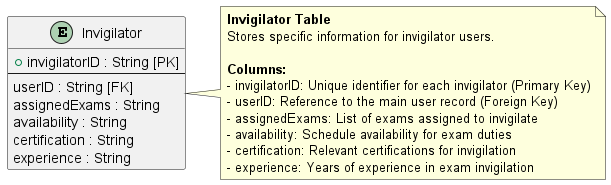 E Invigilator
invigilatorID : String [PK]
userID : String [FK]
assignedExams : String
availability : String
certification : String
experience : String
Invigilator Table
Stores specific information for invigilator users.
Columns:
- invigilatorID: Unique identifier for each invigilator (Primary Key)
- userID: Reference to the main user record (Foreign Key)
- assignedExams: List of exams assigned to invigilate
- availability: Schedule availability for exam duties
- certification: Relevant certifications for invigilation
- experience: Years of experience in exam invigilation